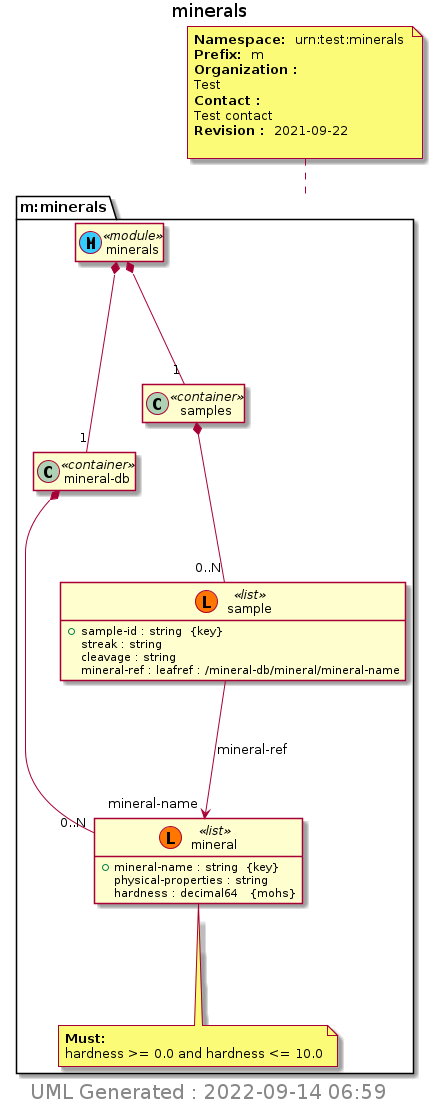 minerals
Namespace: urn:test:minerals
Prefix: m
Organization :
Test
Contact :
Test contact
Revision : 2021-09-22
m:minerals
M «module»
minerals
1
C «container»
samples
1
C «container»
mineral-db
0..N
L «list»
sample
sample-id : string {key}
streak : string
cleavage : string
mineral-ref : leafref : /mineral-db/mineral/mineral-name
mineral-ref
mineral-name
0..N
L «list»
mineral
mineral-name : string {key}
physical-properties : string
hardness : decimal64 {mohs}
Must:
hardness >= 0.0 and hardness <= 10.0
UML Generated : 2022-09-14 06:59